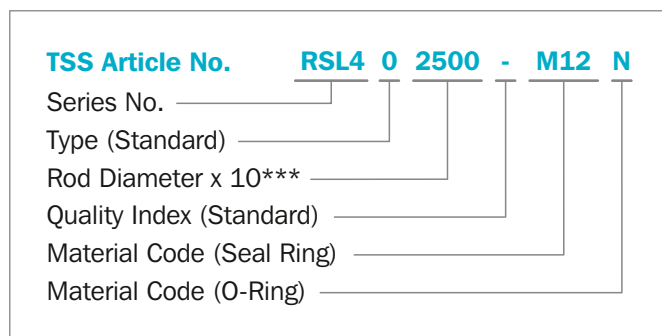 TSS Article No. RSL4 0 2500 - M12 N
Series No.
Type (Standard)
Rod Diameter x 10***
Quality Index (Standard)
Material Code (Seal Ring)
Material Code (O-Ring)